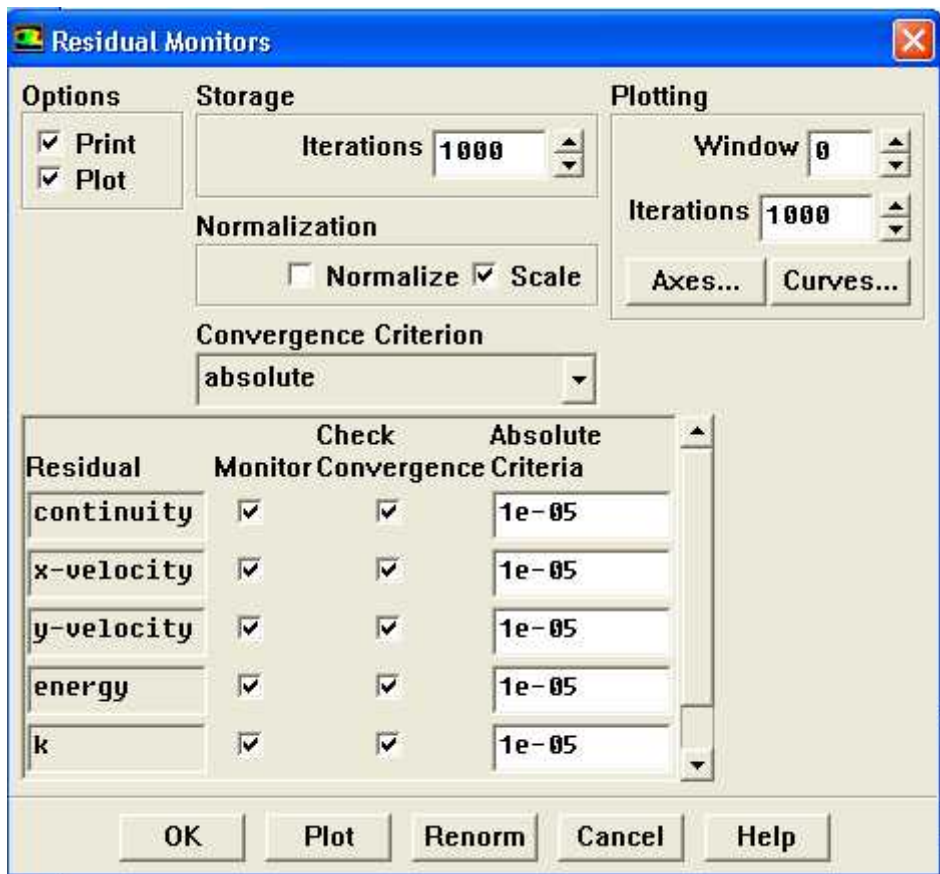 Residual Monitors
Options
Print
Plot
Storage
Iterations 1000
Normalization
Normalize Scale
Convergence Criterion
absolute
Plotting
Window 0
Iterations 1000
Axes... Curves...
Residual Monitor Check Convergence Absolute Criteria
continuity 1e-05
x-velocity 1e-05
y-velocity 1e-05
energy 1e-05
k 1e-05
OK Plot Renorm Cancel Help